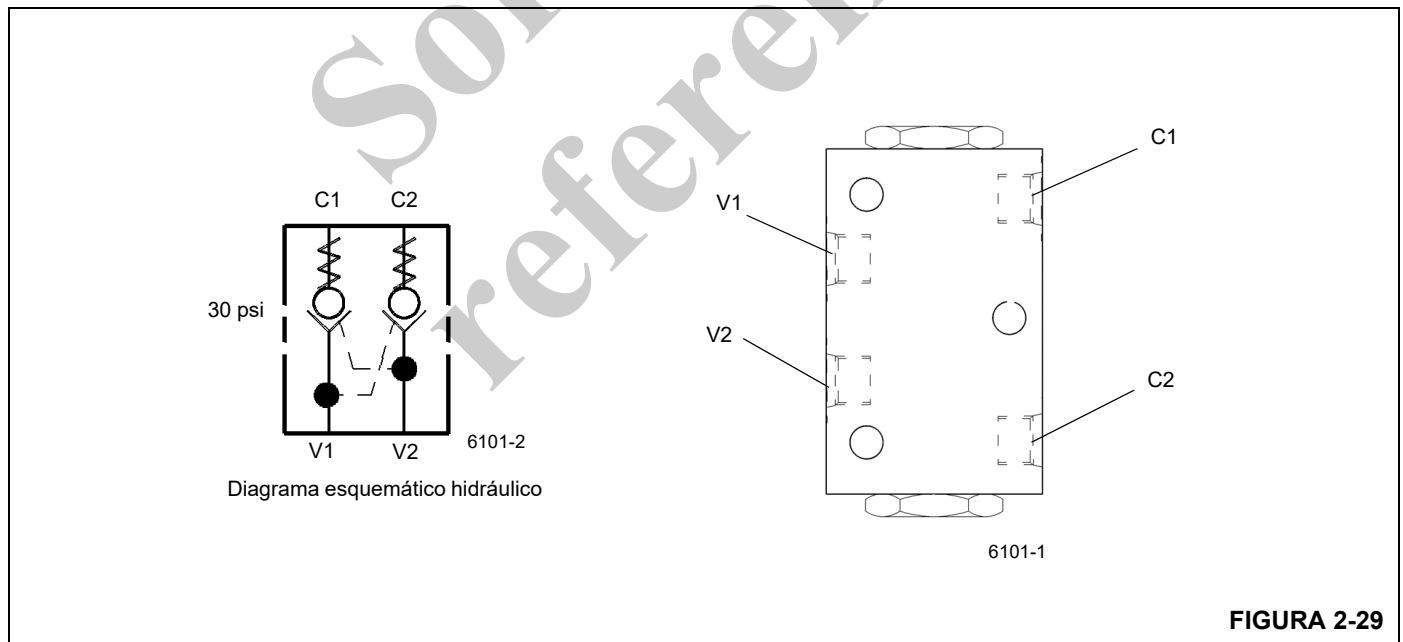 C1 C2
30 psi
V1 V2
6101-2
Diagrama esquemático hidráulico
C1
V1
V2
C2
6101-1
FIGURA 2-29